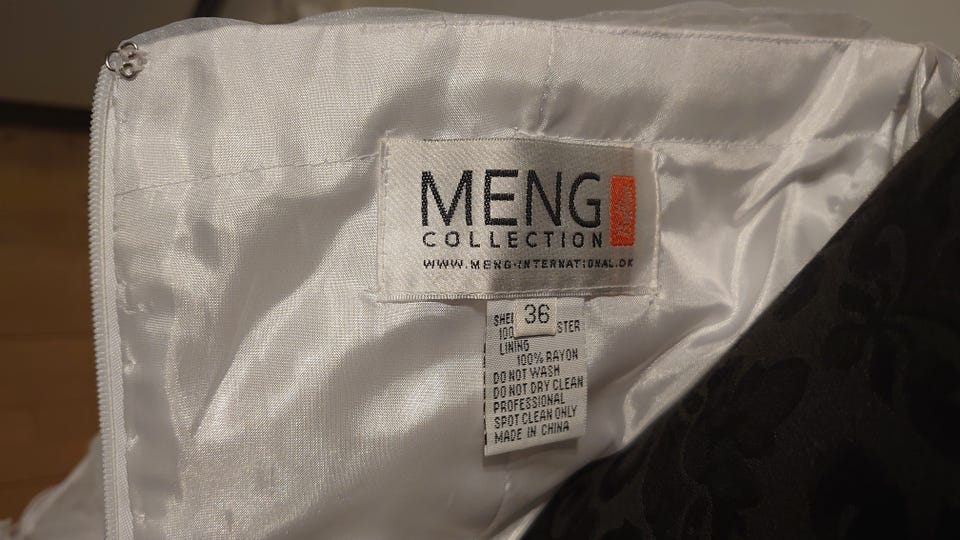 MENG
COLLECTION
WWW.MENG-INTERNATIONAL.DK
36
LINING
100% RAYON
DO NOT WASH
DO NOT DRY CLEAN
PROFESSIONAL
SPOT CLEAN ONLY
MADE IN CHINA